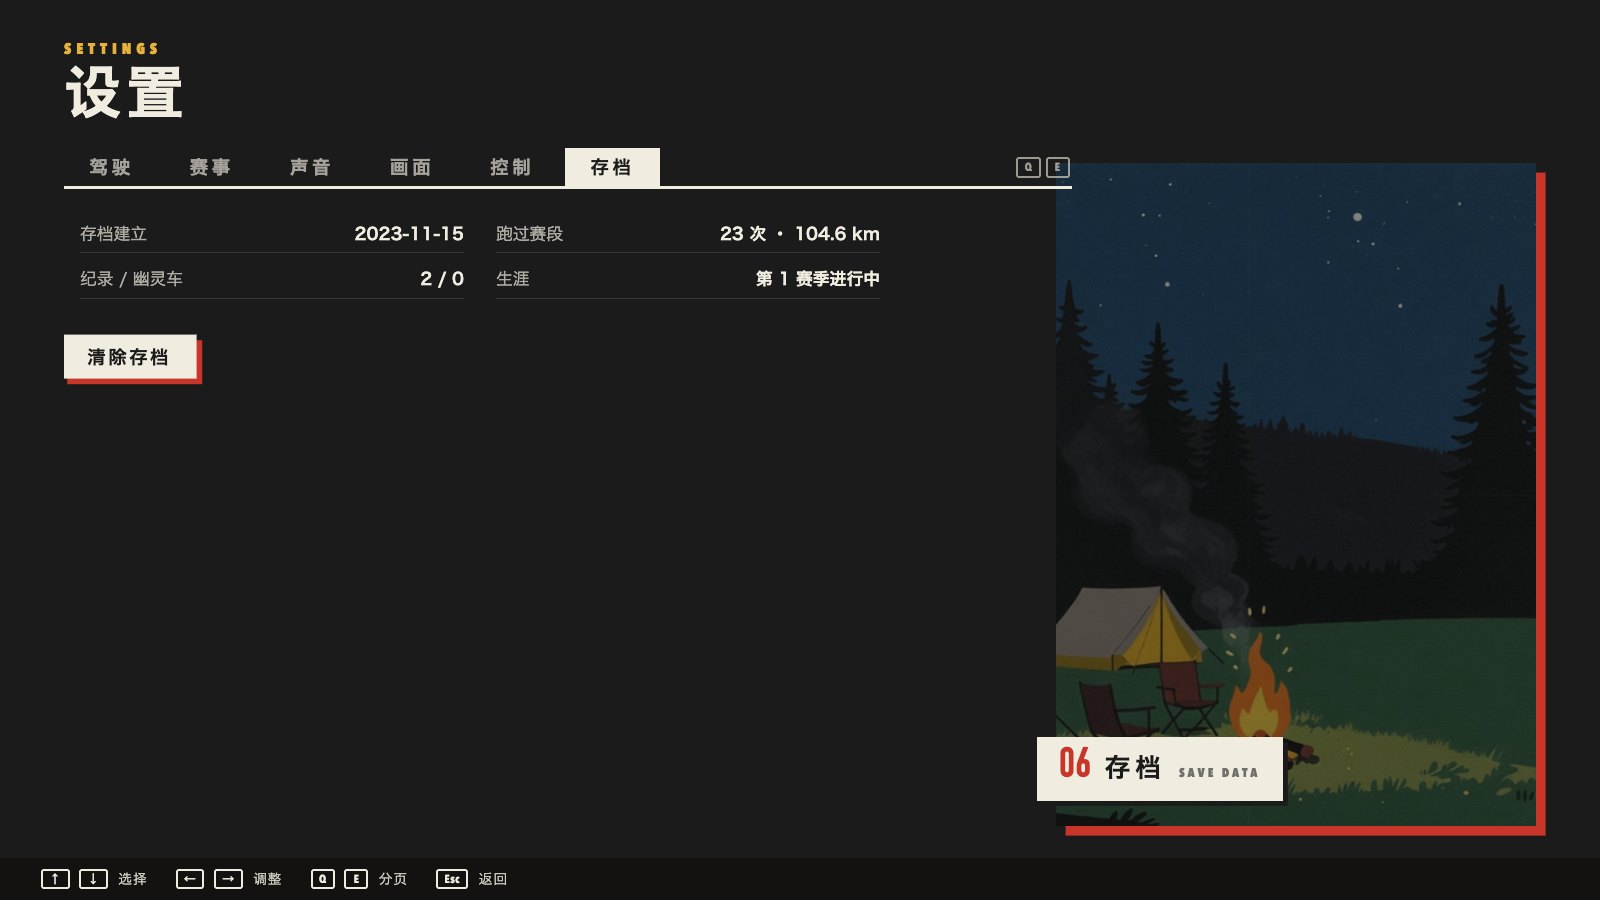 SETTINGS
设置
驾驶 赛事 声音 画面 控制 存档 Q E
存档建立 2023-11-15 跑过赛段 23 次 · 104.6 km
纪录 / 幽灵车 2 / 0 生涯 第 1 赛季进行中
清除存档
06 存档 SAVE DATA
↑ ↓ 选择 ← → 调整 Q E 分页 Esc 返回